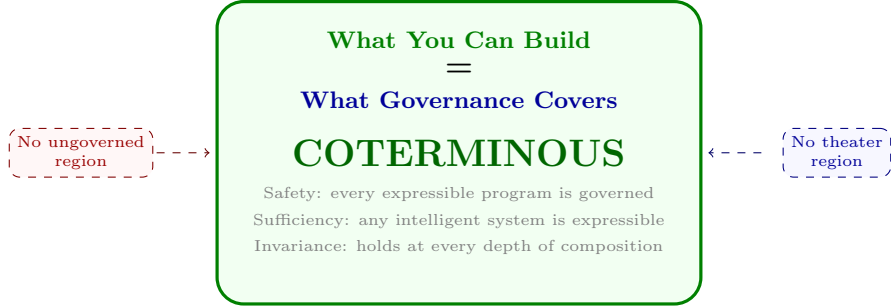 What You Can Build
=
What Governance Covers
COTERMINOUS
No ungoverned
region
No theater
region
Safety: every expressible program is governed
Sufficiency: any intelligent system is expressible
Invariance: holds at every depth of composition